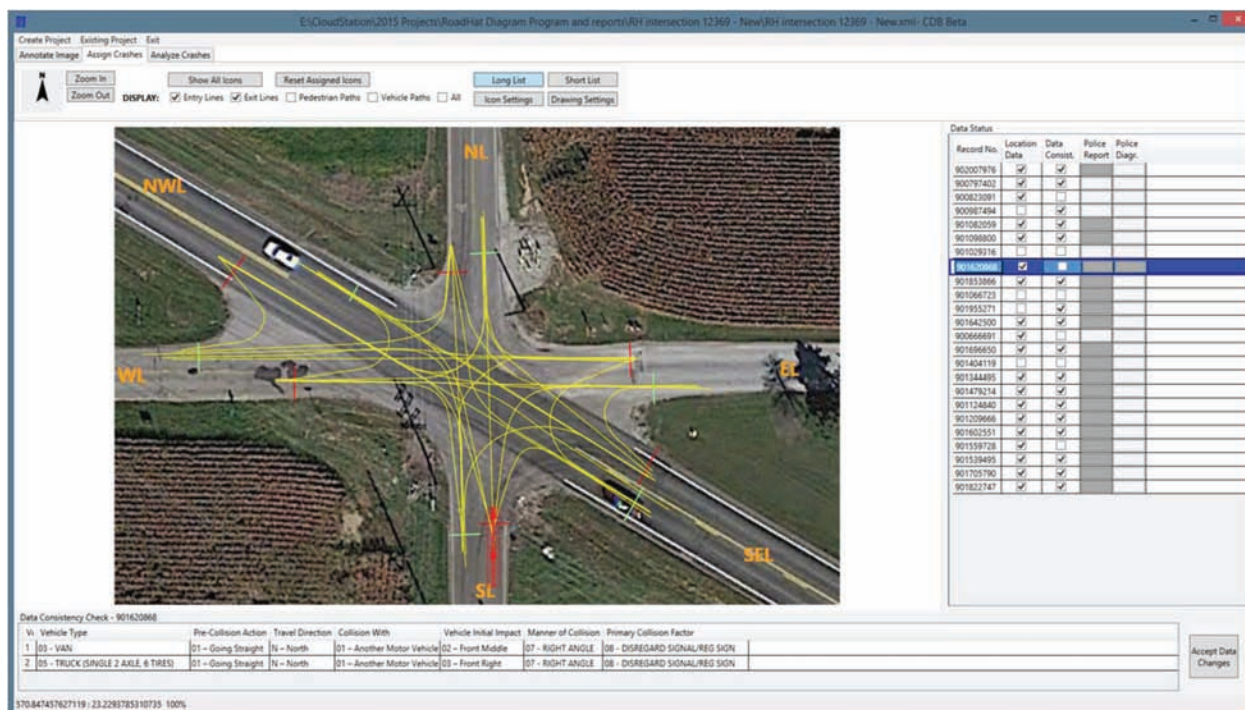 E:\CloudStation\2015 Projects\RoadHat Diagram Program and reports\RH intersection 12369 - New\RH intersection 12369 - New.xml- CDB Beta
Create Project Existing Project Exit
Annotate Image Assign Crashes Analyze Crashes
N Zoom In Show All Icons Reset Assigned Icons Long List Short List
Zoom Out DISPLAY: Entry Lines Exit Lines Pedestrian Paths Vehicle Paths All Icon Settings Drawing Settings
Data Status
Record No. Location Data Data Consist. Police Report Police Diagr.
902007976
900797402
900823091
900987494
901082059
901098800
901029316
901620868
901853866
901066723
901955271
901642500
900666691
901696650
901404119
901344495
901479214
901124840
901209666
901602551
901559728
901539495
901705790
901822747
NL
NWL
WL
EL
SEL
SL
Data Consistency Check - 901620868
Vehicle Type Pre-Collision Action Travel Direction Collision With Vehicle Initial Impact Manner of Collision Primary Collision Factor
1 03 - VAN 01 – Going Straight N – North 01 – Another Motor Vehicle 02 – Front Middle 07 - RIGHT ANGLE 08 - DISREGARD SIGNAL/REG SIGN
2 05 - TRUCK (SINGLE 2 AXLE, 6 TIRES) 01 – Going Straight N – North 01 – Another Motor Vehicle 03 – Front Right 07 - RIGHT ANGLE 08 - DISREGARD SIGNAL/REG SIGN
Accept Data
Changes
570.847457627119 : 23.2293785310735 100%